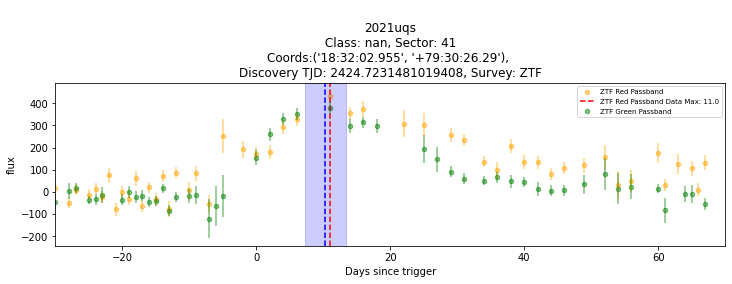 2021uqs
Class: nan, Sector: 41
Coords:('18:32:02.955', '+79:30:26.29'),
Discovery TJD: 2424.7231481019408, Survey: ZTF
ZTF Red Passband
ZTF Red Passband Data Max: 11.0
ZTF Green Passband
flux
400
300
200
100
0
−100
−200
−20
0
20
40
60
Days since trigger